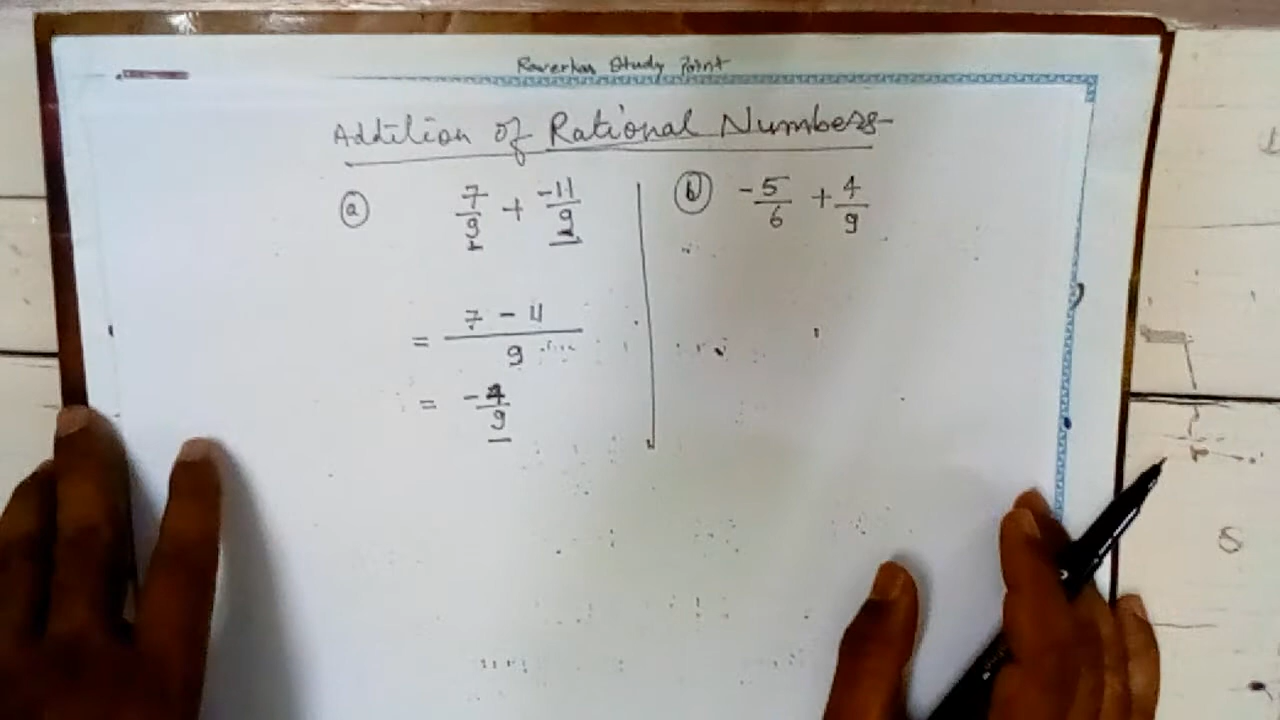 Study Point
Addition of Rational Numbers
(a) 7/9 + -11/9
= 7 - 11 / 9
= -4/9
(b) -5/6 + 4/9